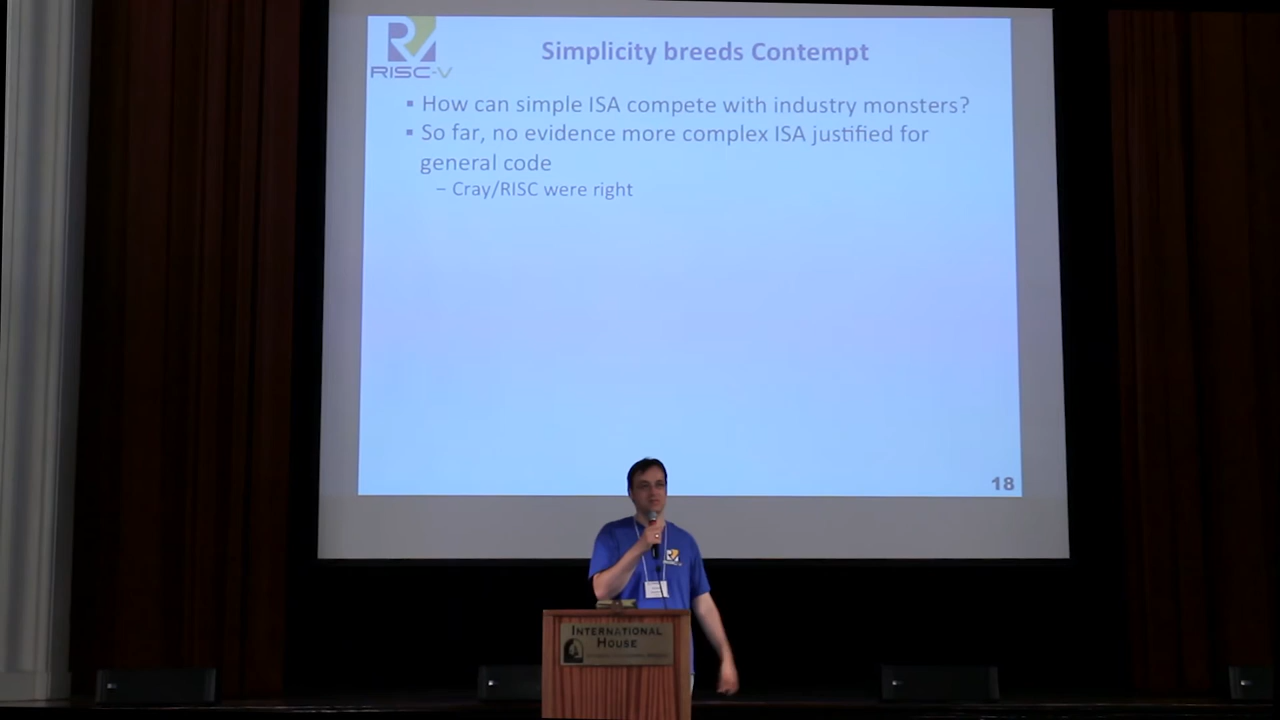 RISC-V
Simplicity breeds Contempt
▪ How can simple ISA compete with industry monsters?
▪ So far, no evidence more complex ISA justified for
general code
– Cray/RISC were right
18
INTERNATIONAL
HOUSE